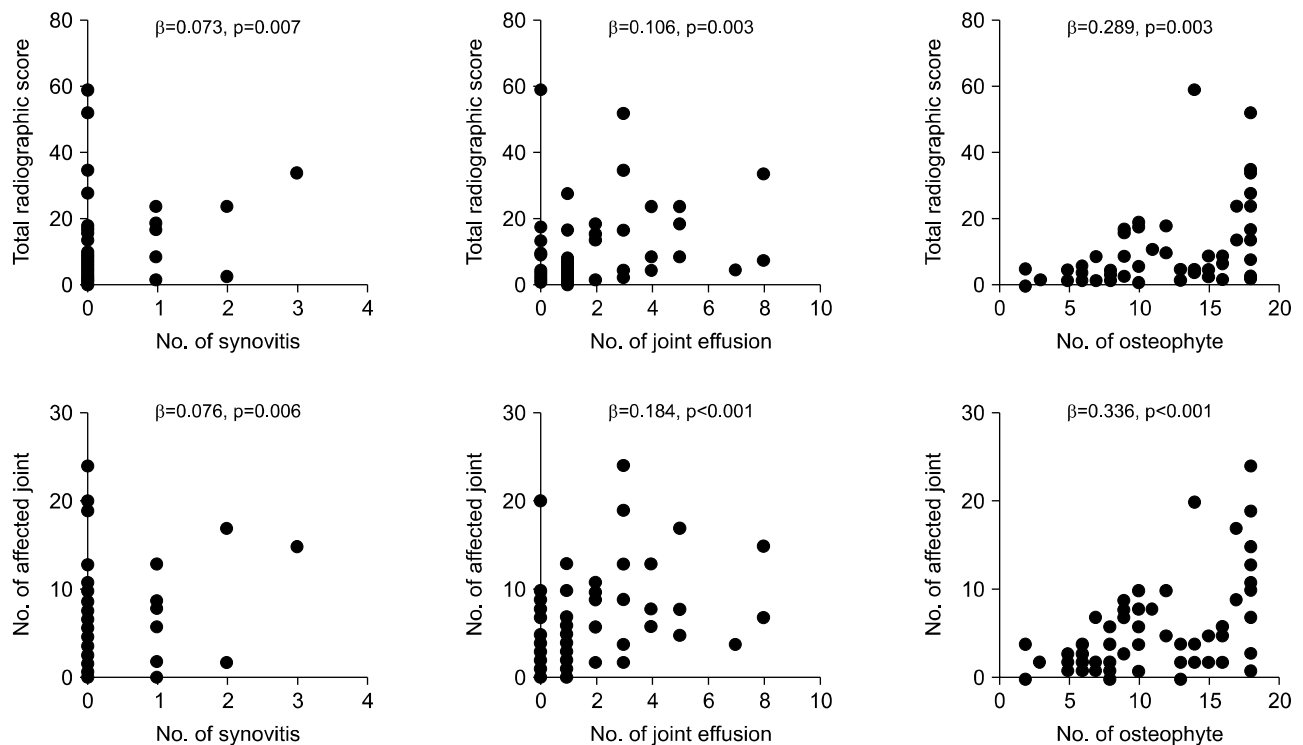 β=0.073, p=0.007
Total radiographic score
80
60
40
20
0
0 1 2 3 4
No. of synovitis
β=0.106, p=0.003
Total radiographic score
80
60
40
20
0
0 2 4 6 8 10
No. of joint effusion
β=0.289, p=0.003
Total radiographic score
80
60
40
20
0
0 5 10 15 20
No. of osteophyte
β=0.076, p=0.006
No. of affected joint
30
20
10
0
0 1 2 3 4
No. of synovitis
β=0.184, p<0.001
No. of affected joint
30
20
10
0
0 2 4 6 8 10
No. of joint effusion
β=0.336, p<0.001
No. of affected joint
30
20
10
0
0 5 10 15 20
No. of osteophyte